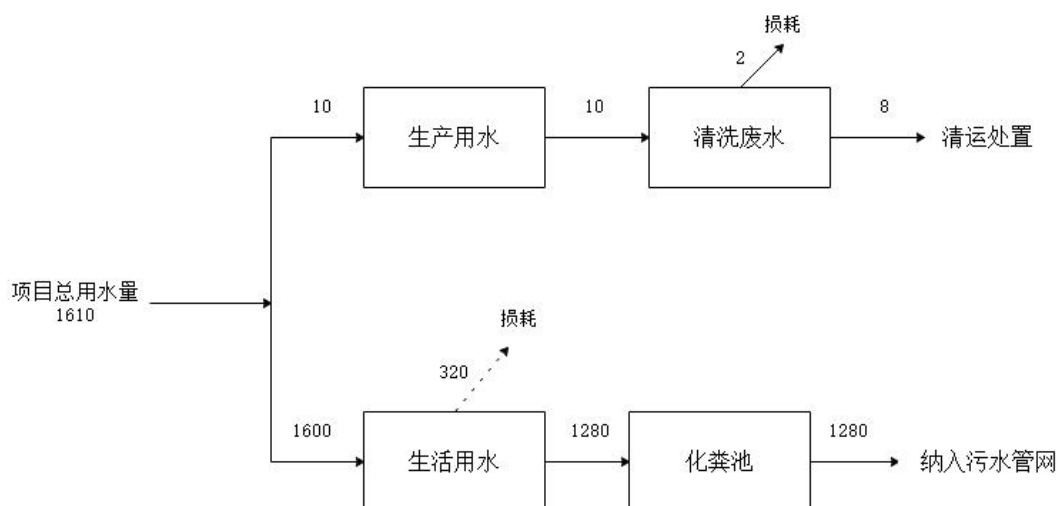 损耗
2
10
10
8
生产用水
清洗废水
清运处置
项目总用水量
1610
损耗
320
1600
1280
1280
生活用水
化粪池
纳入污水管网